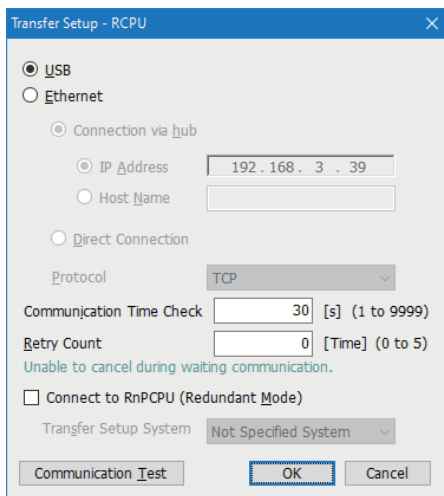 Transfer Setup - RCPU
USB
Ethernet
Connection via hub
IP Address 192 . 168 . 3 . 39
Host Name
Direct Connection
Protocol TCP
Communication Time Check 30 [s] (1 to 9999)
Retry Count 0 [Time] (0 to 5)
Unable to cancel during waiting communication.
Connect to RnPCPU (Redundant Mode)
Transfer Setup System Not Specified System
Communication Test OK Cancel